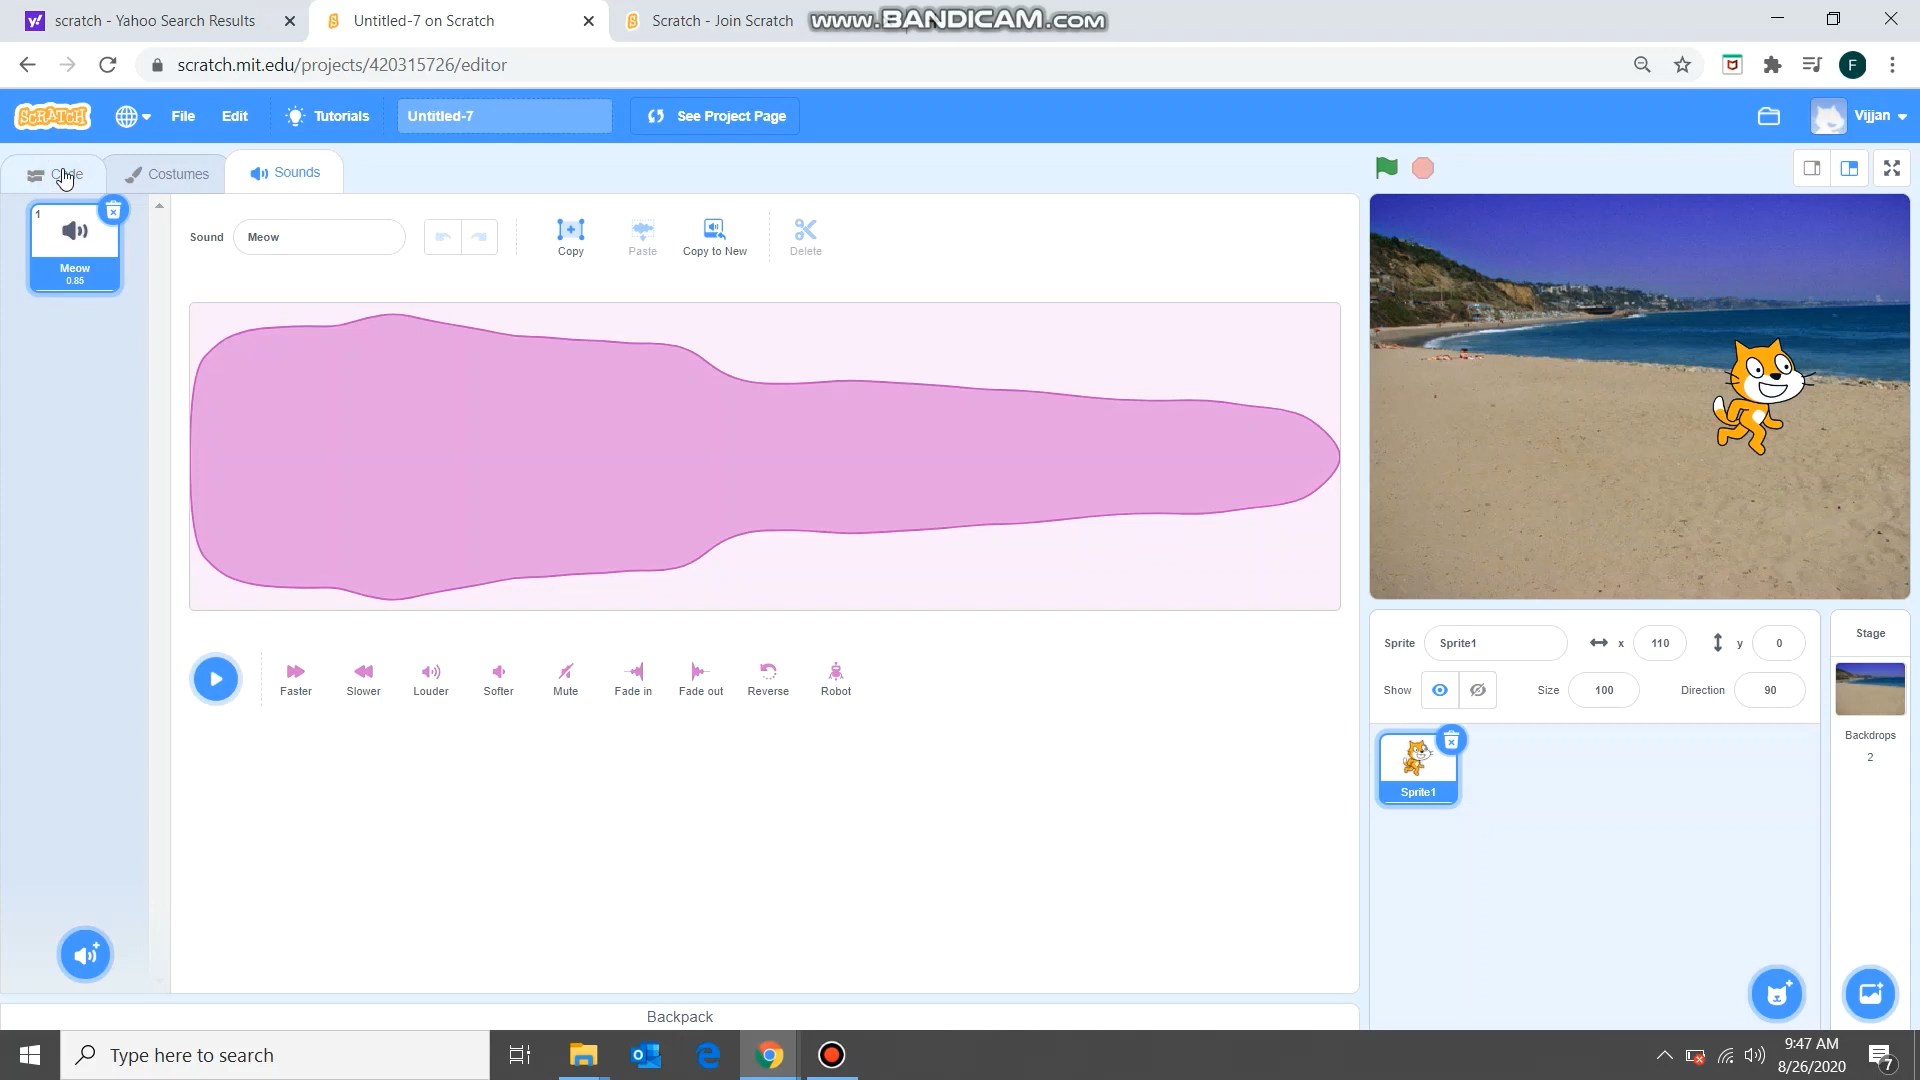 scratch - Yahoo Search Results
Untitled-7 on Scratch
Scratch - Join Scratch
www.BANDICAM.com
scratch.mit.edu/projects/420315726/editor
F
SCRATCH
File
Edit
Tutorials
Untitled-7
See Project Page
Vijjan
Code
Costumes
Sounds
1
Meow
0.85
Sound
Meow
Copy
Paste
Copy to New
Delete
Faster
Slower
Louder
Softer
Mute
Fade in
Fade out
Reverse
Robot
Sprite
Sprite1
x
110
y
0
Show
Size
100
Direction
90
Sprite1
Stage
Backdrops
2
Backpack
Type here to search
9:47 AM
8/26/2020
7